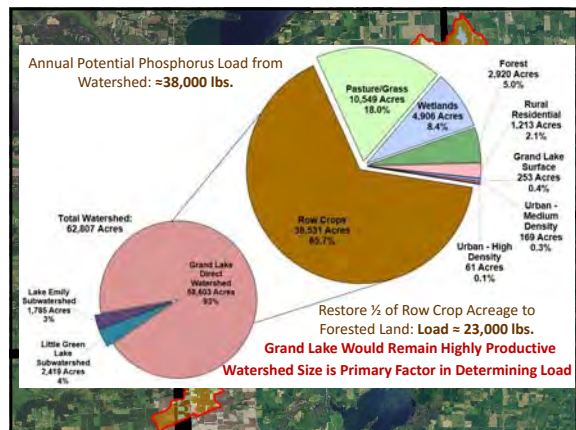 Annual Potential Phosphorus Load from
Watershed: ≈38,000 lbs.
Pasture/Grass
10,549 Acres
18.0%
Wetlands
4,906 Acres
8.4%
Forest
2,920 Acres
5.0%
Rural
Residential
1,213 Acres
2.1%
Grand Lake
Surface
253 Acres
0.4%
Urban -
Medium
Density
169 Acres
0.3%
Urban - High
Density
61 Acres
0.1%
Row Crops
38,531 Acres
65.7%
Total Watershed:
62,807 Acres
Grand Lake
Direct
Watershed
58,603 Acres
93%
Lake Emily
Subwatershed
1,785 Acres
3%
Little Green
Lake
Subwatershed
2,419 Acres
4%
Restore ½ of Row Crop Acreage to
Forested Land: Load ≈ 23,000 lbs.
Grand Lake Would Remain Highly Productive
Watershed Size is Primary Factor in Determining Load